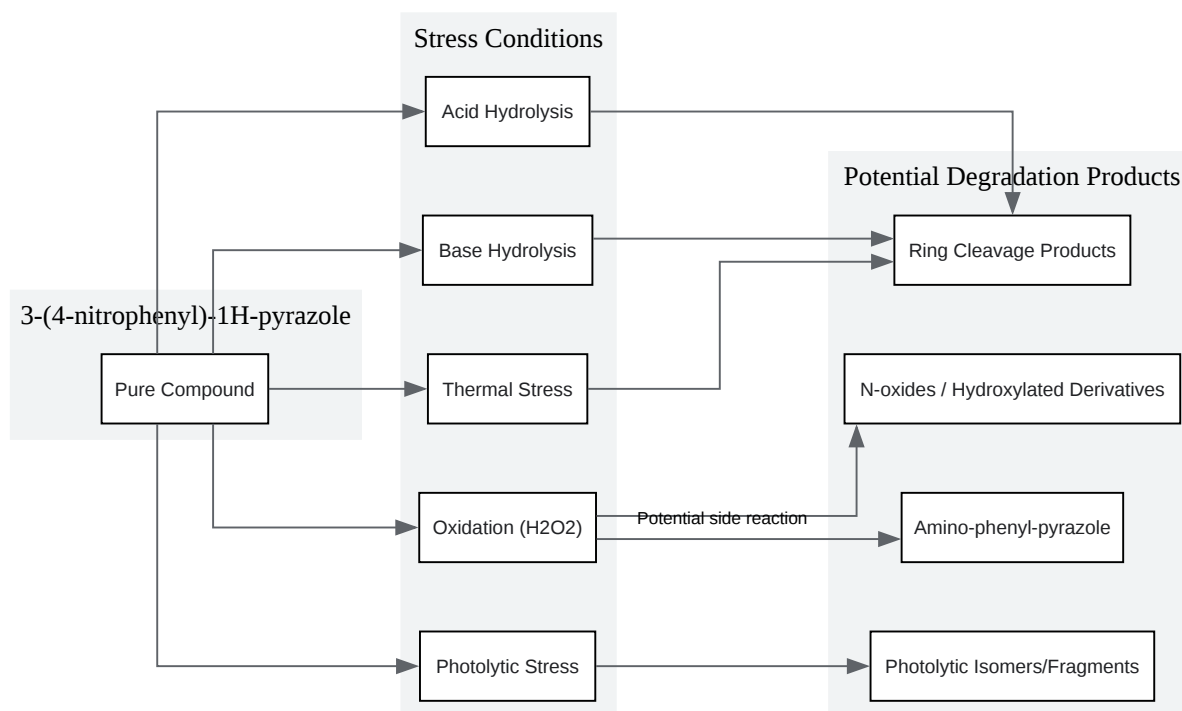 Stress Conditions
Acid Hydrolysis
Potential Degradation Products
Base Hydrolysis
Ring Cleavage Products
3-(4-nitrophenyl)-1H-pyrazole
Pure Compound
Thermal Stress
N-oxides / Hydroxylated Derivatives
Potential side reaction
Oxidation (H2O2)
Amino-phenyl-pyrazole
Photolytic Stress
Photolytic Isomers/Fragments